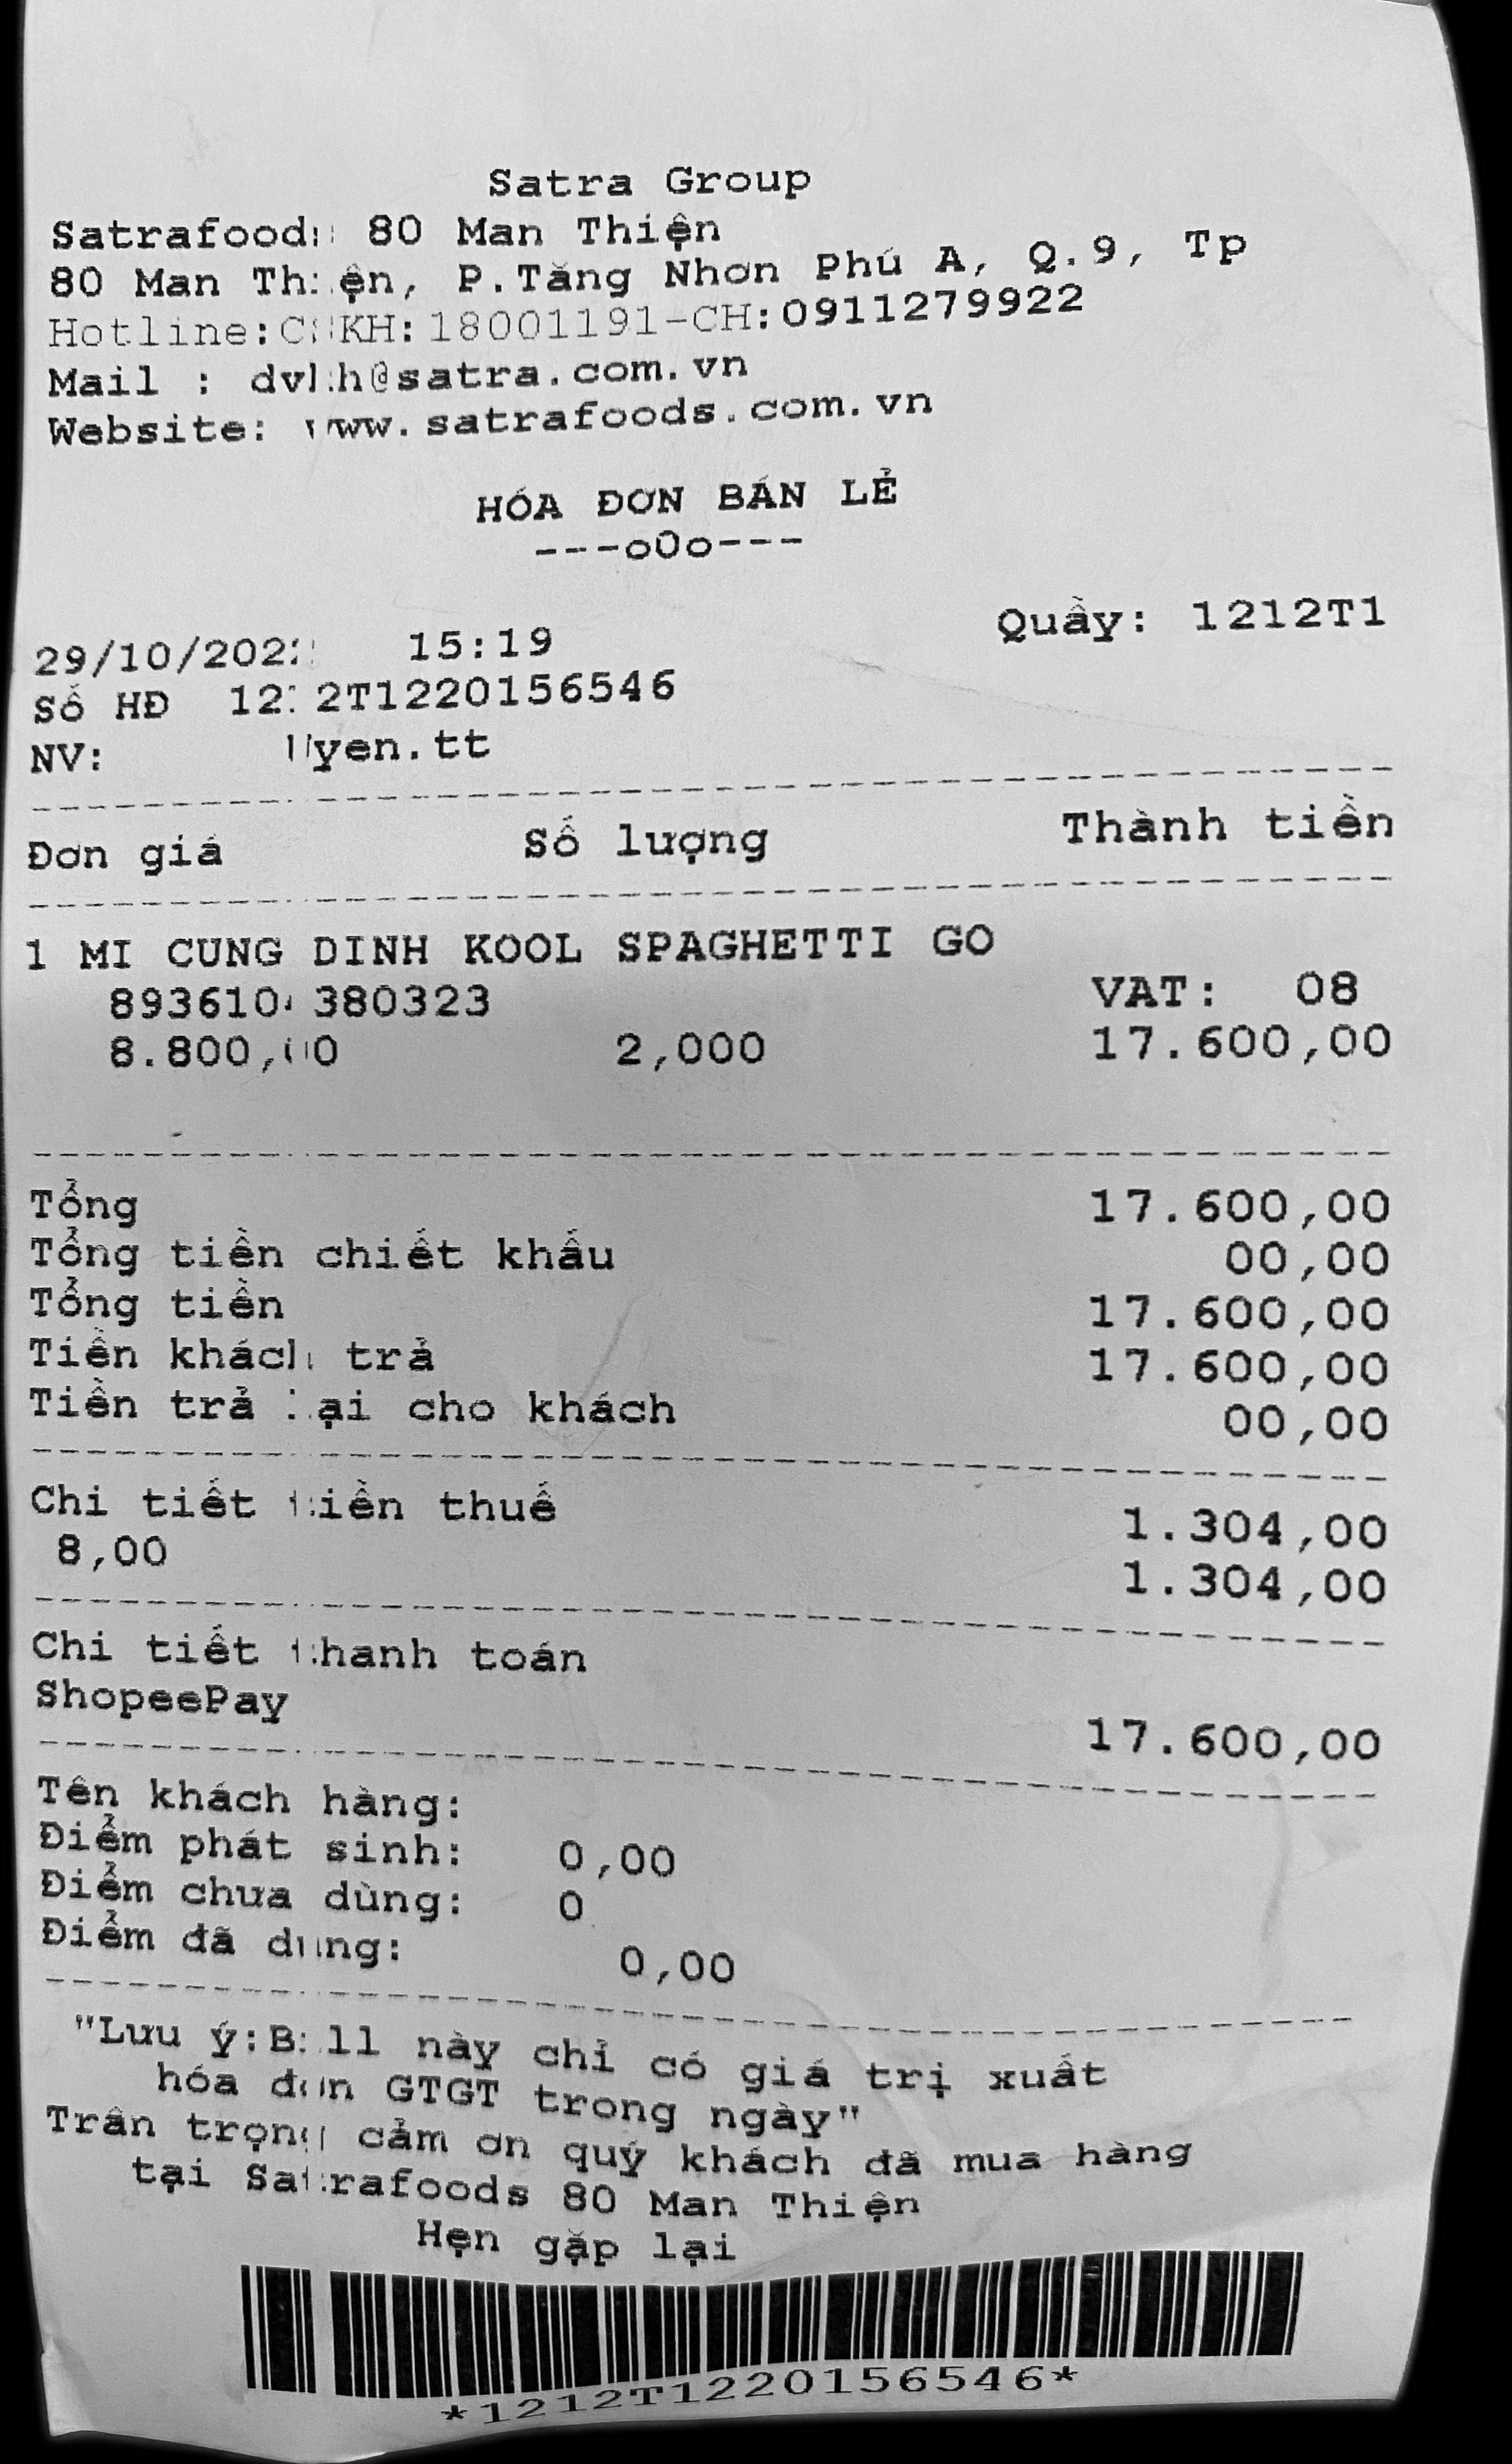 Satra Group
Satrafoods 80 Man Thiện
80 Man Thiện, P.Tăng Nhơn Phú A, Q.9, Tp
Hotline:CSKH:18001191-CH:0911279922
Mail : dvkh@satra.com.vn
Website: www.satrafoods.com.vn
HÓA ĐƠN BÁN LẺ
---oOo---
Quầy: 1212T1
29/10/2022 15:19
Số HĐ 1212T1220156546
NV: Uyen.tt
Đơn giá Số lượng Thành tiền
1 MI CUNG DINH KOOL SPAGHETTI GO
8936104380323 VAT: 08
8.800,00 2,000 17.600,00
Tổng 17.600,00
Tổng tiền chiết khấu 00,00
Tổng tiền 17.600,00
Tiền khách trả 17.600,00
Tiền trả lại cho khách 00,00
Chi tiết tiền thuế 1.304,00
8,00 1.304,00
Chi tiết thanh toán
ShopeePay 17.600,00
Tên khách hàng:
Điểm phát sinh: 0,00
Điểm chưa dùng: 0
Điểm đã dùng: 0,00
"Lưu ý:Bill này chỉ có giá trị xuất
hóa đơn GTGT trong ngày"
Trân trọng cảm ơn quý khách đã mua hàng
tại Satrafoods 80 Man Thiện
Hẹn gặp lại
*1212T1220156546*